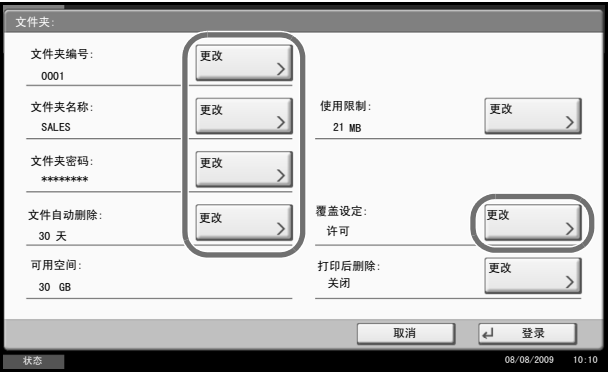 文件夹:
文件夹编号:
更改
0001
文件夹名称:
更改
使用限制:
更改
SALES
21 MB
文件夹密码:
更改
********
文件自动删除:
更改
覆盖设定:
更改
30 天
许可
可用空间:
打印后删除:
更改
30 GB
关闭
取消
登录
状态
08/08/2009 10:10